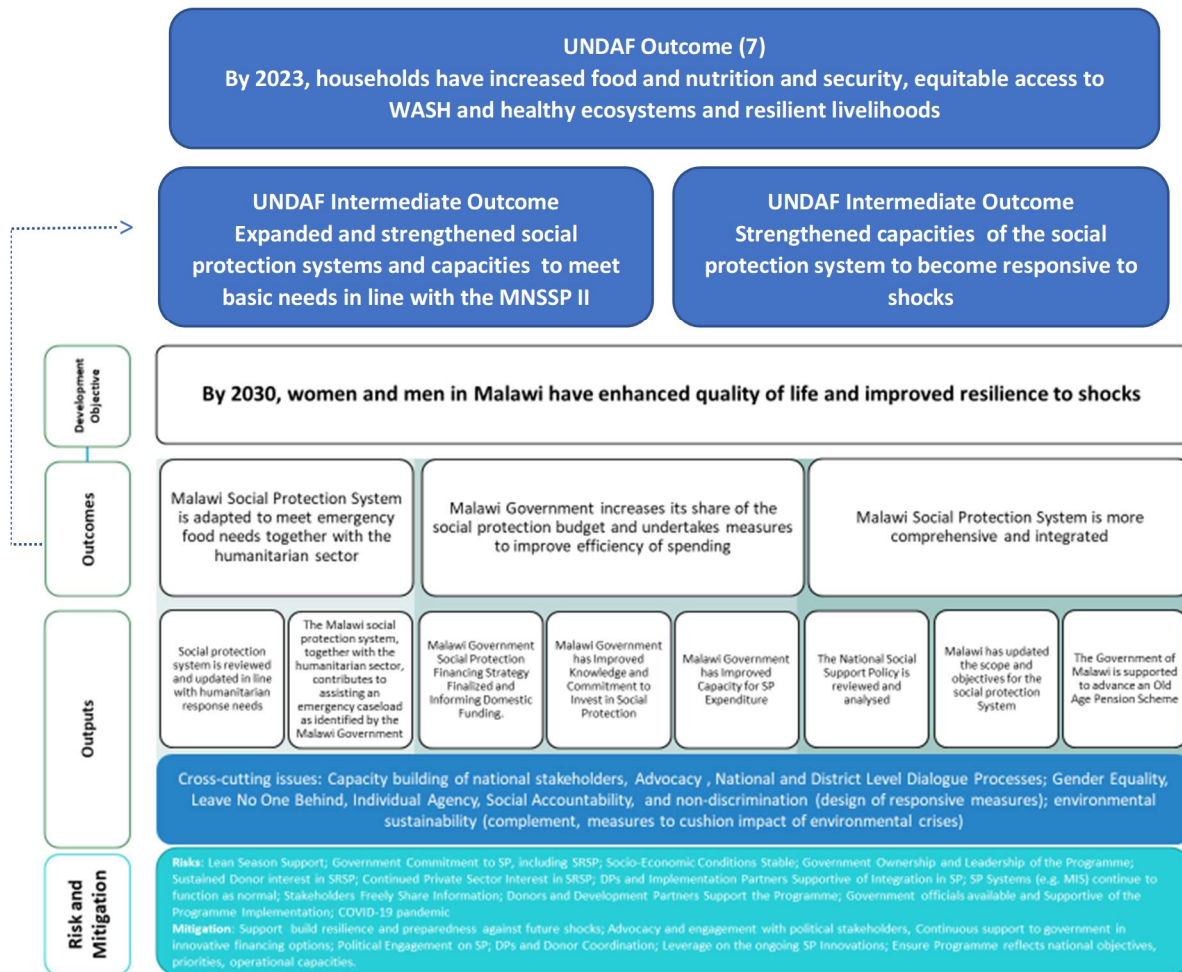 UNDAF Outcome (7)
By 2023, households have increased food and nutrition and security, equitable access to
WASH and healthy ecosystems and resilient livelihoods
UNDAF Intermediate Outcome
Expanded and strengthened social
protection systems and capacities to meet
basic needs in line with the MNSSP II
UNDAF Intermediate Outcome
Strengthened capacities of the social
protection system to become responsive to
shocks
Development
Objective
By 2030, women and men in Malawi have enhanced quality of life and improved resilience to shocks
Outcomes
Malawi Social Protection System
is adapted to meet emergency
food needs together with the
humanitarian sector
Malawi Government increases its share of the
social protection budget and undertakes measures
to improve efficiency of spending
Malawi Social Protection System is more
comprehensive and integrated
Outputs
Social protection
system is reviewed
and updated in line
with humanitarian
response needs
The Malawi social
protection system,
together with the
humanitarian sector,
contributes to
assisting an
emergency caseload
as identified by the
Malawi Government
Malawi Government
Social Protection
Financing Strategy
Finalized and
Informing Domestic
Funding.
Malawi Government
has Improved
Knowledge and
Commitment to
Invest in Social
Protection
Malawi Government
has Improved
Capacity for SP
Expenditure
The National Social
Support Policy is
reviewed and
analysed
Malawi has updated
the scope and
objectives for the
social protection
System
The Government of
Malawi is supported
to advance an Old
Age Pension Scheme
Cross-cutting issues: Capacity building of national stakeholders, Advocacy , National and District Level Dialogue Processes; Gender Equality,
Leave No One Behind, Individual Agency, Social Accountability, and non-discrimination (design of responsive measures); environmental
sustainability (complement, measures to cushion impact of environmental crises)
Risk and
Mitigation
Risks: Lean Season Support; Government Commitment to SP, including SRSP; Socio-Economic Conditions Stable; Government Ownership and Leadership of the Programme;
Sustained Donor interest in SRSP; Continued Private Sector Interest in SRSP; DPs and Implementation Partners Supportive of Integration in SP; SP Systems (e.g. MIS) continue to
function as normal; Stakeholders Freely Share Information; Donors and Development Partners Support the Programme; Government officials available and Supportive of the
Programme Implementation; COVID-19 pandemic
Mitigation: Support build resilience and preparedness against future shocks; Advocacy and engagement with political stakeholders, Continuous support to government in
innovative financing options; Political Engagement on SP; DPs and Donor Coordination; Leverage on the ongoing SP Innovations; Ensure Programme reflects national objectives,
priorities, operational capacities.